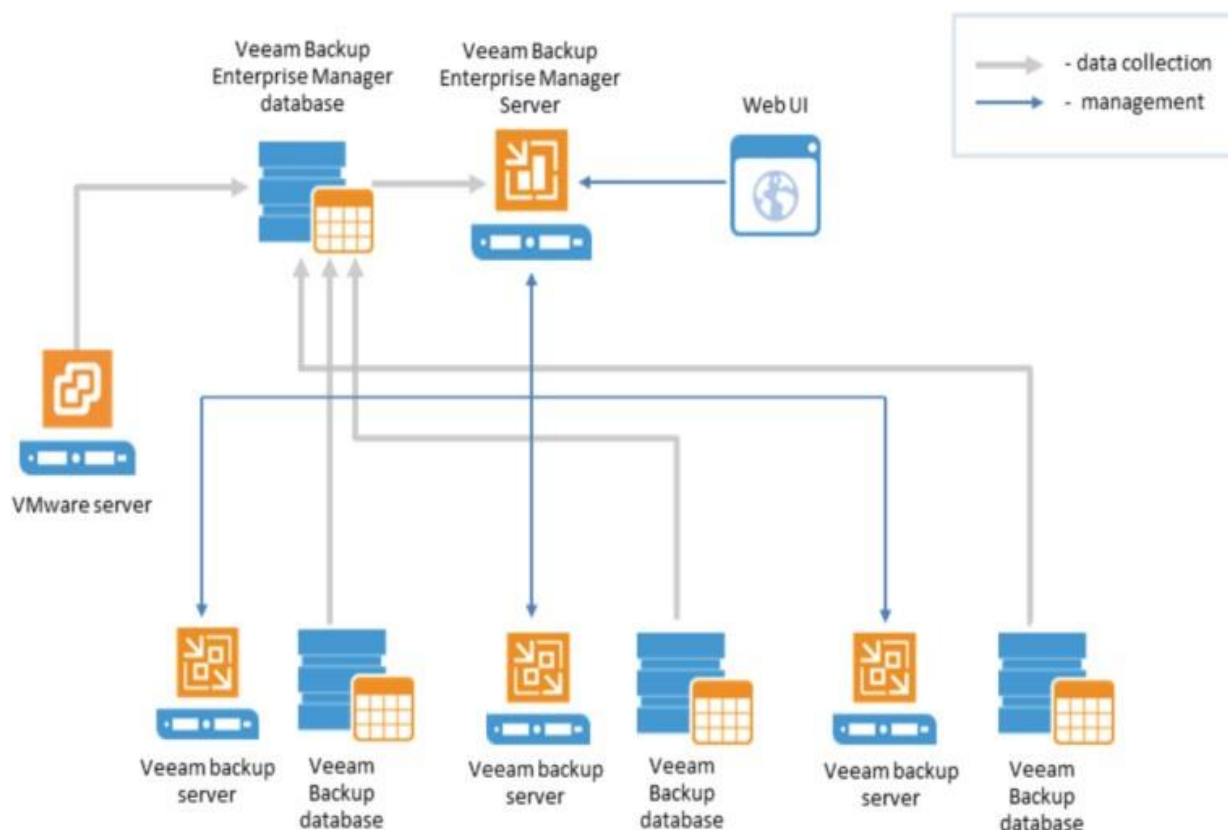 Veeam Backup
Enterprise Manager
database
Veeam Backup
Enterprise Manager
Server
Web UI
- data collection
- management
VMware server
Veeam backup
server
Veeam
Backup
database
Veeam backup
server
Veeam
Backup
database
Veeam backup
server
Veeam
Backup
database